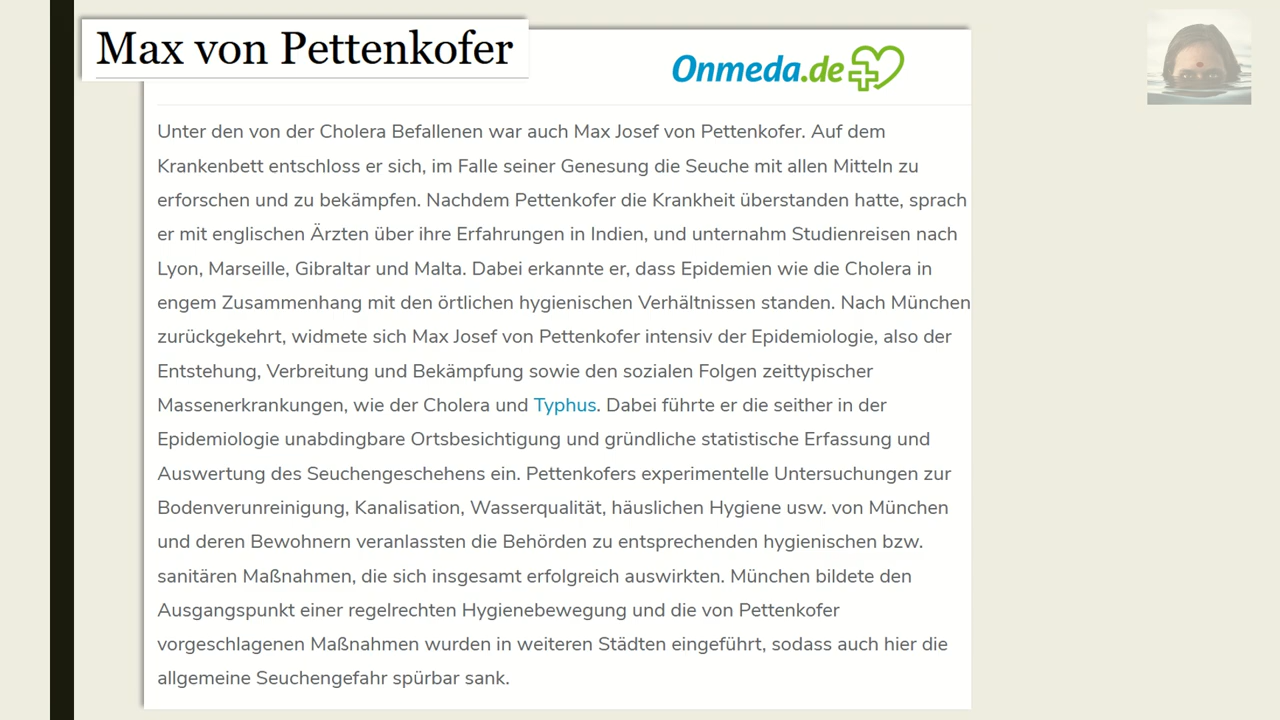 Max von Pettenkofer
Onmeda.de
Unter den von der Cholera Befallenen war auch Max Josef von Pettenkofer. Auf dem
Krankenbett entschloss er sich, im Falle seiner Genesung die Seuche mit allen Mitteln zu
erforschen und zu bekämpfen. Nachdem Pettenkofer die Krankheit überstanden hatte, sprach
er mit englischen Ärzten über ihre Erfahrungen in Indien, und unternahm Studienreisen nach
Lyon, Marseille, Gibraltar und Malta. Dabei erkannte er, dass Epidemien wie die Cholera in
engem Zusammenhang mit den örtlichen hygienischen Verhältnissen standen. Nach München
zurückgekehrt, widmete sich Max Josef von Pettenkofer intensiv der Epidemiologie, also der
Entstehung, Verbreitung und Bekämpfung sowie den sozialen Folgen zeittypischer
Massenerkrankungen, wie der Cholera und Typhus. Dabei führte er die seither in der
Epidemiologie unabdingbare Ortsbesichtigung und gründliche statistische Erfassung und
Auswertung des Seuchengeschehens ein. Pettenkofers experimentelle Untersuchungen zur
Bodenverunreinigung, Kanalisation, Wasserqualität, häuslichen Hygiene usw. von München
und deren Bewohnern veranlassten die Behörden zu entsprechenden hygienischen bzw.
sanitären Maßnahmen, die sich insgesamt erfolgreich auswirkten. München bildete den
Ausgangspunkt einer regelrechten Hygienebewegung und die von Pettenkofer
vorgeschlagenen Maßnahmen wurden in weiteren Städten eingeführt, sodass auch hier die
allgemeine Seuchengefahr spürbar sank.